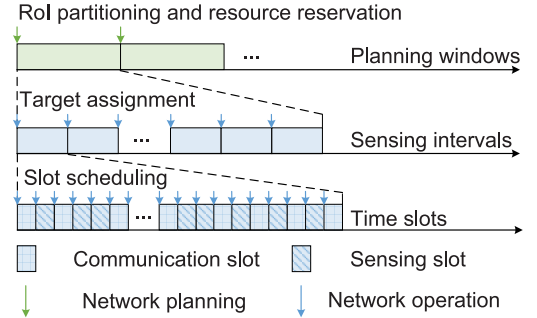 RoI partitioning and resource reservation
...
Planning windows
Target assignment
...
Sensing intervals
Slot scheduling
...
Time slots
Communication slot
Sensing slot
Network planning
Network operation